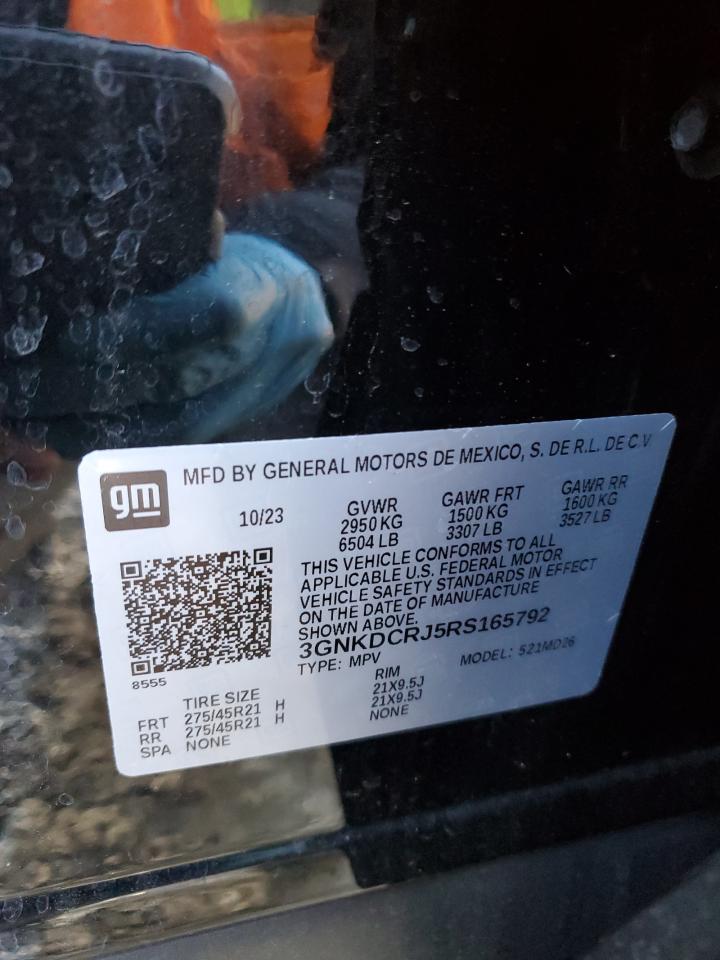 gm
MFD BY GENERAL MOTORS DE MEXICO, S. DE R.L. DE C.V
10/23
GVWR
2950 KG
6504 LB
GAWR FRT
1500 KG
3307 LB
GAWR RR
1600 KG
3527 LB
THIS VEHICLE CONFORMS TO ALL
APPLICABLE U.S. FEDERAL MOTOR
VEHICLE SAFETY STANDARDS IN EFFECT
ON THE DATE OF MANUFACTURE
SHOWN ABOVE.
3GNKDCRJ5RS165792
TYPE: MPV
MODEL: 521MD26
8555
TIRE SIZE
RIM
FRT 275/45R21 H 21X9.5J
RR 275/45R21 H 21X9.5J
SPA NONE NONE